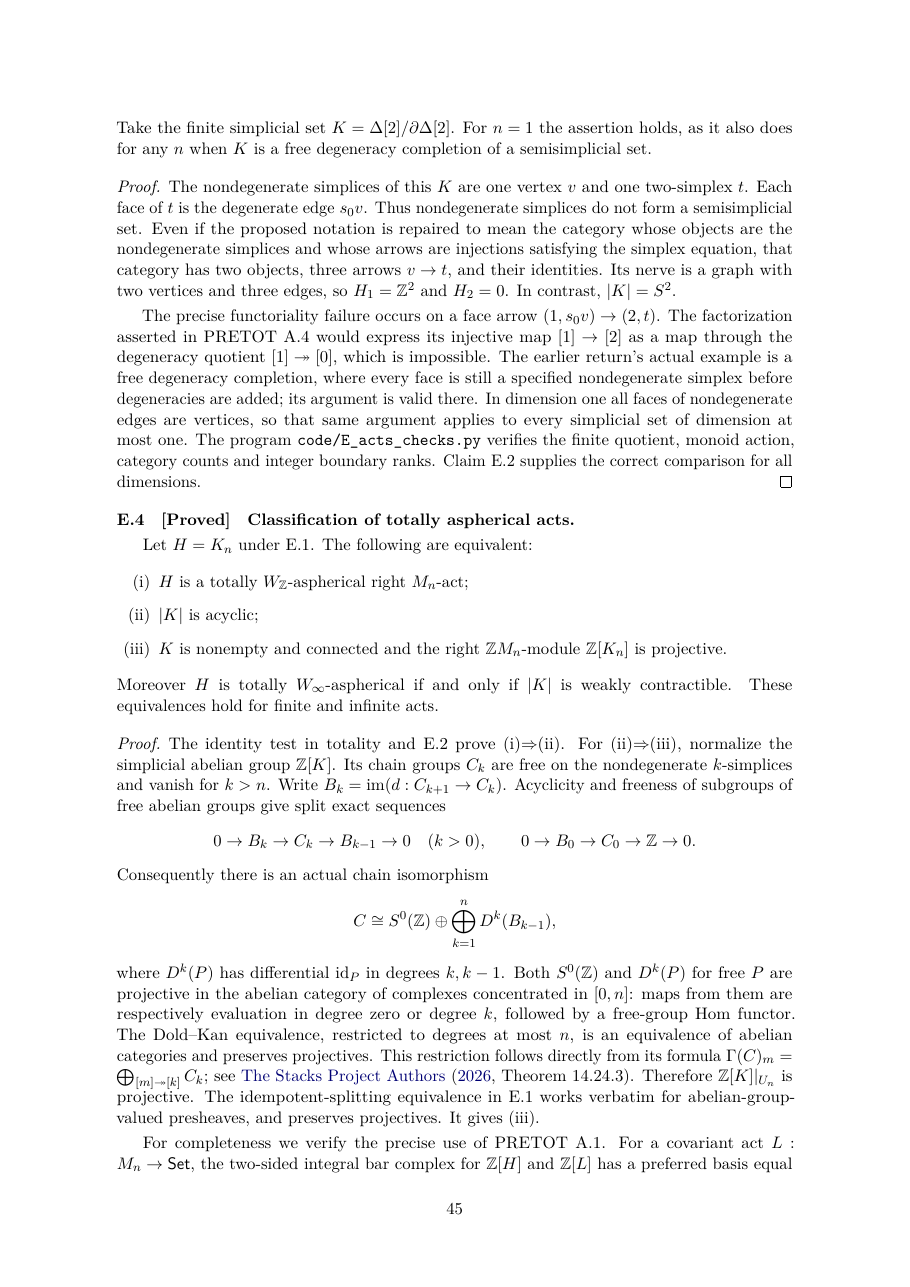 Take the finite simplicial set K = Δ[2]/∂Δ[2]. For n = 1 the assertion holds, as it also does
for any n when K is a free degeneracy completion of a semisimplicial set.
Proof. The nondegenerate simplices of this K are one vertex v and one two-simplex t. Each
face of t is the degenerate edge s₀v. Thus nondegenerate simplices do not form a semisimplicial
set. Even if the proposed notation is repaired to mean the category whose objects are the
nondegenerate simplices and whose arrows are injections satisfying the simplex equation, that
category has two objects, three arrows v → t, and their identities. Its nerve is a graph with
two vertices and three edges, so H₁ = ℤ² and H₂ = 0. In contrast, |K| = S².
The precise functoriality failure occurs on a face arrow (1, s₀v) → (2, t). The factorization
asserted in PRETOT A.4 would express its injective map [1] → [2] as a map through the
degeneracy quotient [1] ↠ [0], which is impossible. The earlier return's actual example is a
free degeneracy completion, where every face is still a specified nondegenerate simplex before
degeneracies are added; its argument is valid there. In dimension one all faces of nondegenerate
edges are vertices, so that same argument applies to every simplicial set of dimension at
most one. The program code/E_acts_checks.py verifies the finite quotient, monoid action,
category counts and integer boundary ranks. Claim E.2 supplies the correct comparison for all
dimensions. □
E.4 [Proved] Classification of totally aspherical acts.
Let H = Kₙ under E.1. The following are equivalent:
(i) H is a totally W_ℤ-aspherical right Mₙ-act;
(ii) |K| is acyclic;
(iii) K is nonempty and connected and the right ℤMₙ-module ℤ[Kₙ] is projective.
Moreover H is totally W_∞-aspherical if and only if |K| is weakly contractible. These
equivalences hold for finite and infinite acts.
Proof. The identity test in totality and E.2 prove (i)⇒(ii). For (ii)⇒(iii), normalize the
simplicial abelian group ℤ[K]. Its chain groups Cₖ are free on the nondegenerate k-simplices
and vanish for k > n. Write Bₖ = im(d : Cₖ₊₁ → Cₖ). Acyclicity and freeness of subgroups of
free abelian groups give split exact sequences
0 → Bₖ → Cₖ → Bₖ₋₁ → 0 (k > 0), 0 → B₀ → C₀ → ℤ → 0.
Consequently there is an actual chain isomorphism
C ≅ S⁰(ℤ) ⊕ ⨁_{k=1}^{n} Dᵏ(Bₖ₋₁),
where Dᵏ(P) has differential id_P in degrees k, k − 1. Both S⁰(ℤ) and Dᵏ(P) for free P are
projective in the abelian category of complexes concentrated in [0, n]: maps from them are
respectively evaluation in degree zero or degree k, followed by a free-group Hom functor.
The Dold–Kan equivalence, restricted to degrees at most n, is an equivalence of abelian
categories and preserves projectives. This restriction follows directly from its formula Γ(C)ₘ =
⨁_{[m]↠[k]} Cₖ; see The Stacks Project Authors (2026, Theorem 14.24.3). Therefore ℤ[K]|_{Uₙ} is
projective. The idempotent-splitting equivalence in E.1 works verbatim for abelian-group-
valued presheaves, and preserves projectives. It gives (iii).
For completeness we verify the precise use of PRETOT A.1. For a covariant act L :
Mₙ → Set, the two-sided integral bar complex for ℤ[H] and ℤ[L] has a preferred basis equal
45